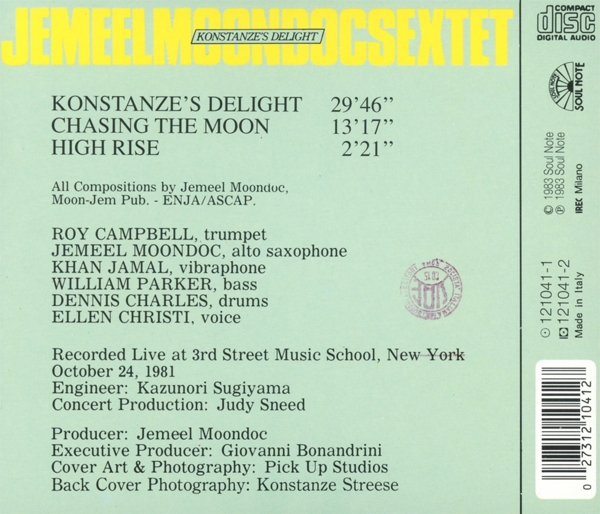 JEMEELMOONDOCSEXTET
KONSTANZE'S DELIGHT
KONSTANZE'S DELIGHT 29'46"
CHASING THE MOON 13'17"
HIGH RISE 2'21"
All Compositions by Jemeel Moondoc,
Moon-Jem Pub. - ENJA/ASCAP.
ROY CAMPBELL, trumpet
JEMEEL MOONDOC, alto saxophone
KHAN JAMAL, vibraphone
WILLIAM PARKER, bass
DENNIS CHARLES, drums
ELLEN CHRISTI, voice
Recorded Live at 3rd Street Music School, New York
October 24, 1981
Engineer: Kazunori Sugiyama
Concert Production: Judy Sneed
Producer: Jemeel Moondoc
Executive Producer: Giovanni Bonandrini
Cover Art & Photography: Pick Up Studios
Back Cover Photography: Konstanze Streese
COMPACT
disc
DIGITAL AUDIO
SOUL NOTE
© 1983 Soul Note
℗ 1983 Soul Note
IREC Milano
121041-1
121041-2
Made in Italy
0 27312 10412